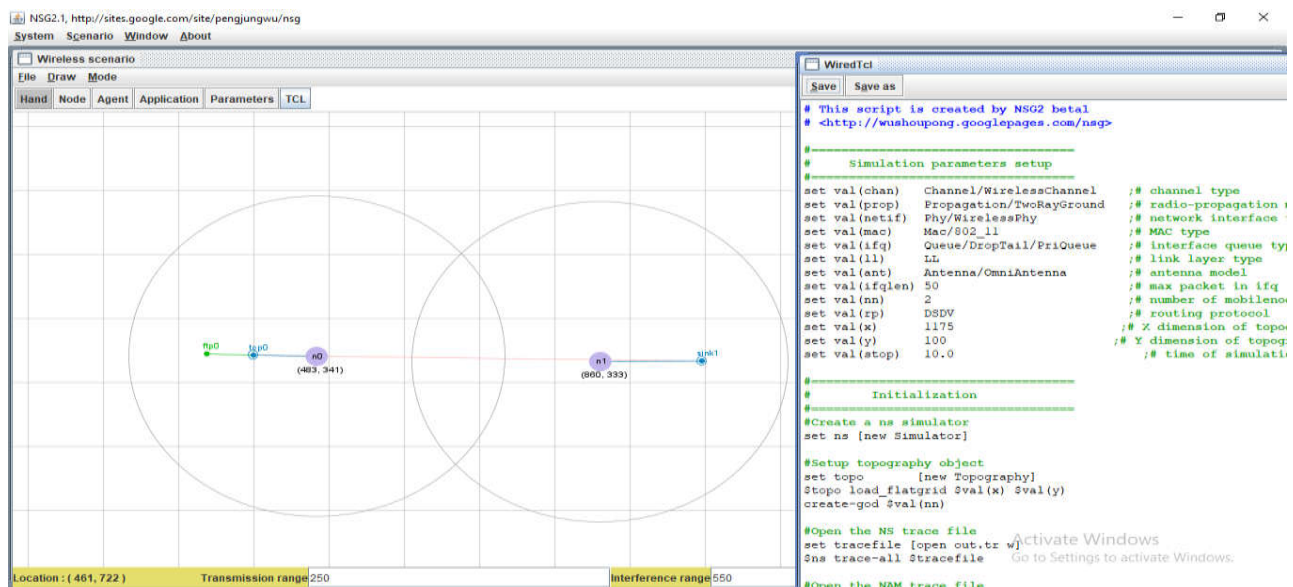 NSG2.1, http://sites.google.com/site/pengjungwu/nsg
System Scenario Window About
Wireless scenario
File Draw Mode
Hand Node Agent Application Parameters TCL
ftp0 tcp0 n0
(483, 341)
n1 sink1
(860, 333)
Location : ( 461, 722 ) Transmission range 250 Interference range 550
WiredTcl
Save Save as
# This script is created by NSG2 beta1
# <http://wushoupong.googlepages.com/nsg>
#===================================
# Simulation parameters setup
#===================================
set val(chan) Channel/WirelessChannel ;# channel type
set val(prop) Propagation/TwoRayGround ;# radio-propagation
set val(netif) Phy/WirelessPhy ;# network interface
set val(mac) Mac/802_11 ;# MAC type
set val(ifq) Queue/DropTail/PriQueue ;# interface queue typ
set val(ll) LL ;# link layer type
set val(ant) Antenna/OmniAntenna ;# antenna model
set val(ifqlen) 50 ;# max packet in ifq
set val(nn) 2 ;# number of mobileno
set val(rp) DSDV ;# routing protocol
set val(x) 1175 ;# X dimension of topo
set val(y) 100 ;# Y dimension of topog
set val(stop) 10.0 ;# time of simulati
#===================================
# Initialization
#===================================
#Create a ns simulator
set ns [new Simulator]
#Setup topography object
set topo [new Topography]
$topo load_flatgrid $val(x) $val(y)
create-god $val(nn)
#Open the NS trace file
set tracefile [open out.tr w]
$ns trace-all $tracefile
#Open the NAM trace file
Activate Windows
Go to Settings to activate Windows.